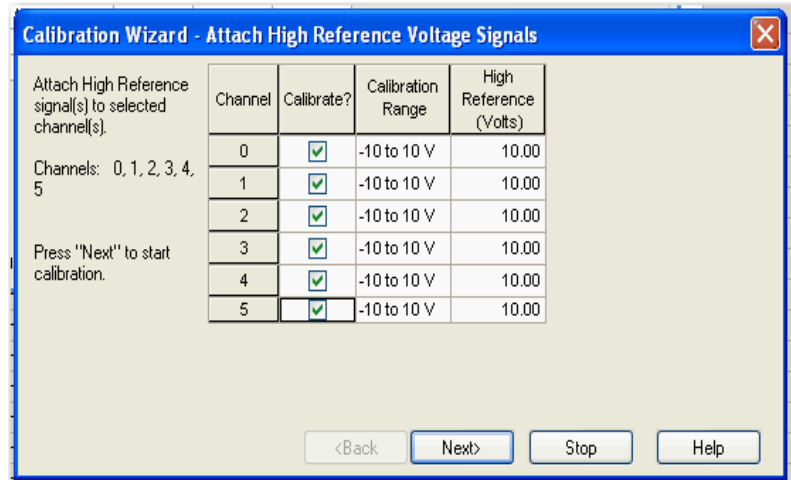 Calibration Wizard - Attach High Reference Voltage Signals
Attach High Reference
signal(s) to selected
channel(s).
Channels: 0, 1, 2, 3, 4,
5
Press "Next" to start
calibration.
Channel Calibrate? Calibration Range High Reference (Volts)
0 -10 to 10 V 10.00
1 -10 to 10 V 10.00
2 -10 to 10 V 10.00
3 -10 to 10 V 10.00
4 -10 to 10 V 10.00
5 -10 to 10 V 10.00
<Back Next> Stop Help